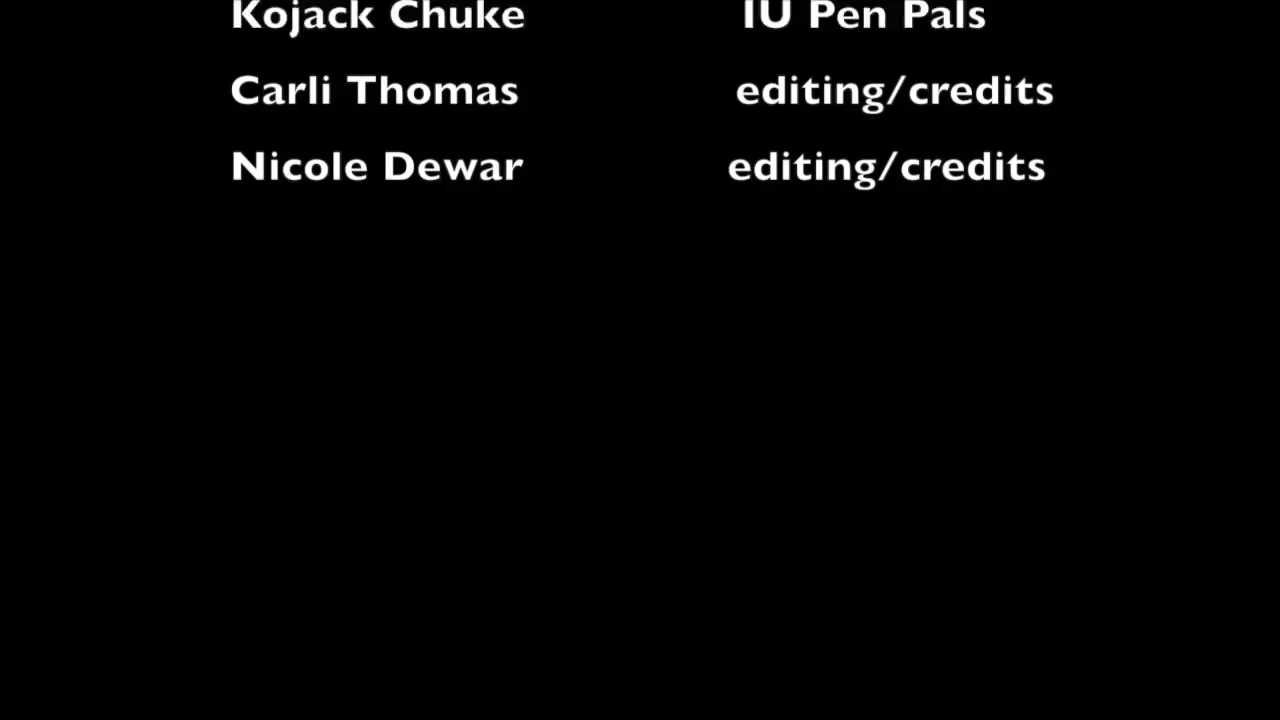 Kojack Chuke IU Pen Pals
Carli Thomas editing/credits
Nicole Dewar editing/credits